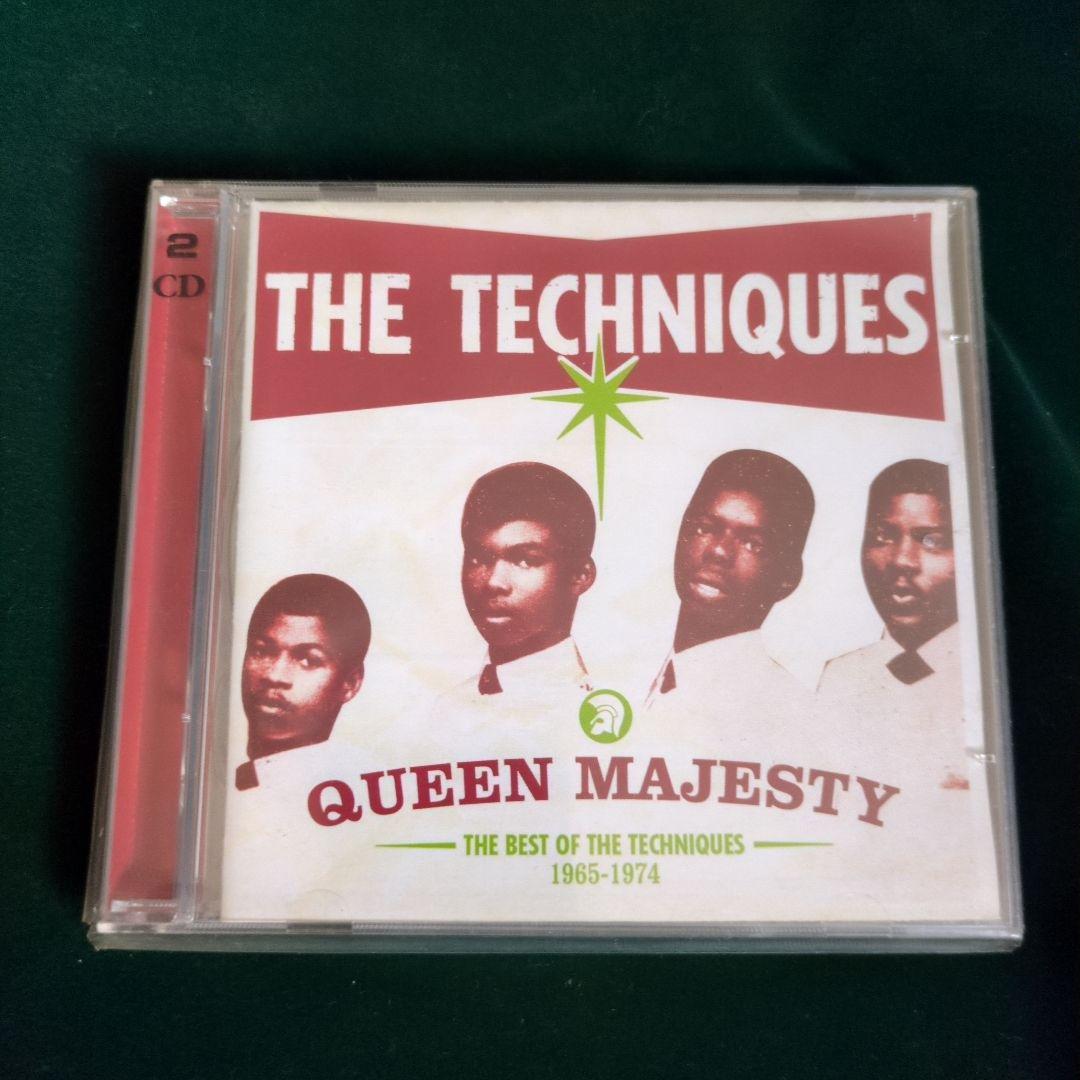 2
CD
THE TECHNIQUES
QUEEN MAJESTY
THE BEST OF THE TECHNIQUES
1965-1974